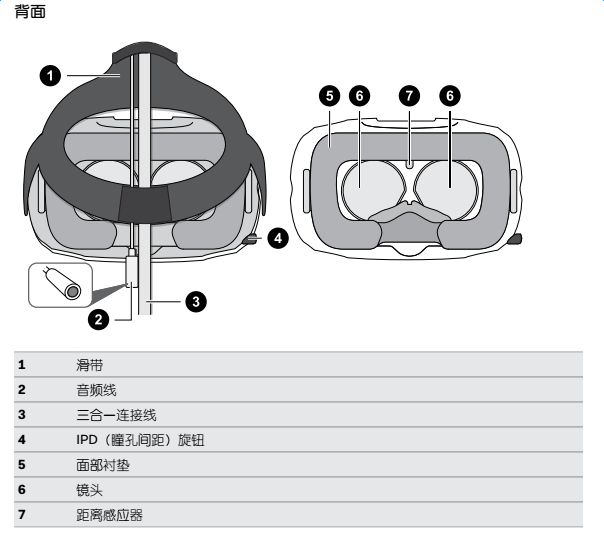 背面
1
5
6
7
6
4
3
2
1 滑带
2 音频线
3 三合一连接线
4 IPD（瞳孔间距）旋钮
5 面部衬垫
6 镜头
7 距离感应器